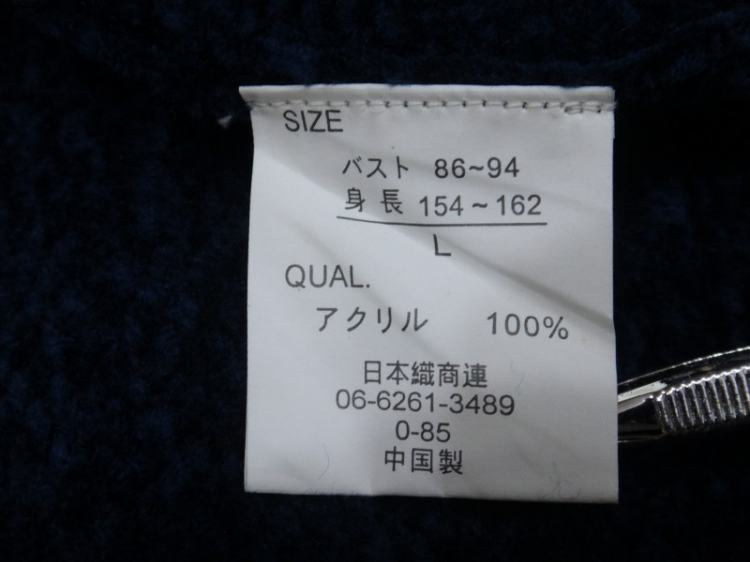 SIZE
バスト 86~94
身長 154~162
L
QUAL.
アクリル 100%
日本織商連
06-6261-3489
0-85
中国製